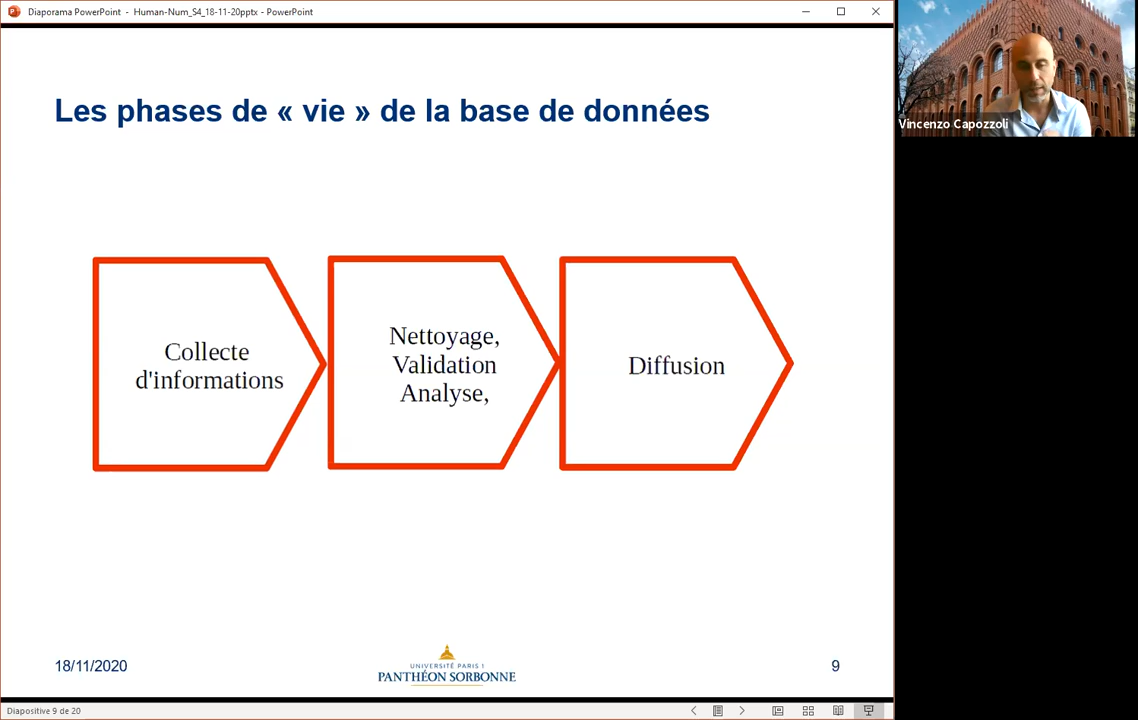 Diaporama PowerPoint - Human-Num_S4_18-11-20pptx - PowerPoint
Vincenzo Capozzoli
Les phases de « vie » de la base de données
Collecte
d'informations
Nettoyage,
Validation
Analyse,
Diffusion
18/11/2020
UNIVERSITÉ PARIS 1
PANTHÉON SORBONNE
9
Diapositive 9 de 20